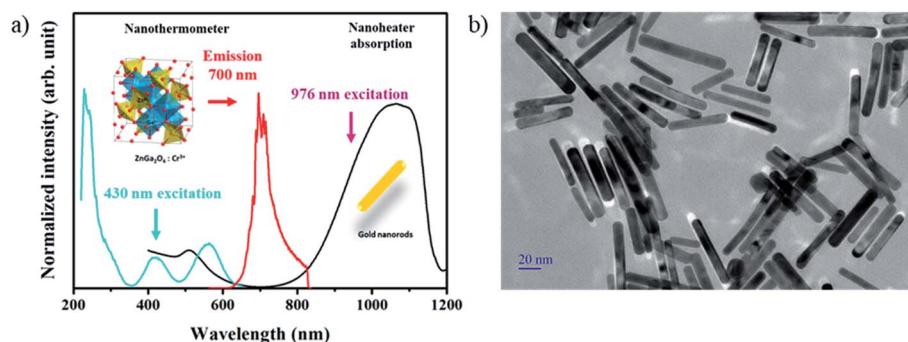 a)
Nanothermometer
Nanoheater
absorption
Emission
700 nm
976 nm excitation
ZnGa₂O₄ : Cr³⁺
430 nm excitation
Gold nanorods
Normalized intensity (arb. unit)
200 400 600 800 1000 1200
Wavelength (nm)
b)
20 nm